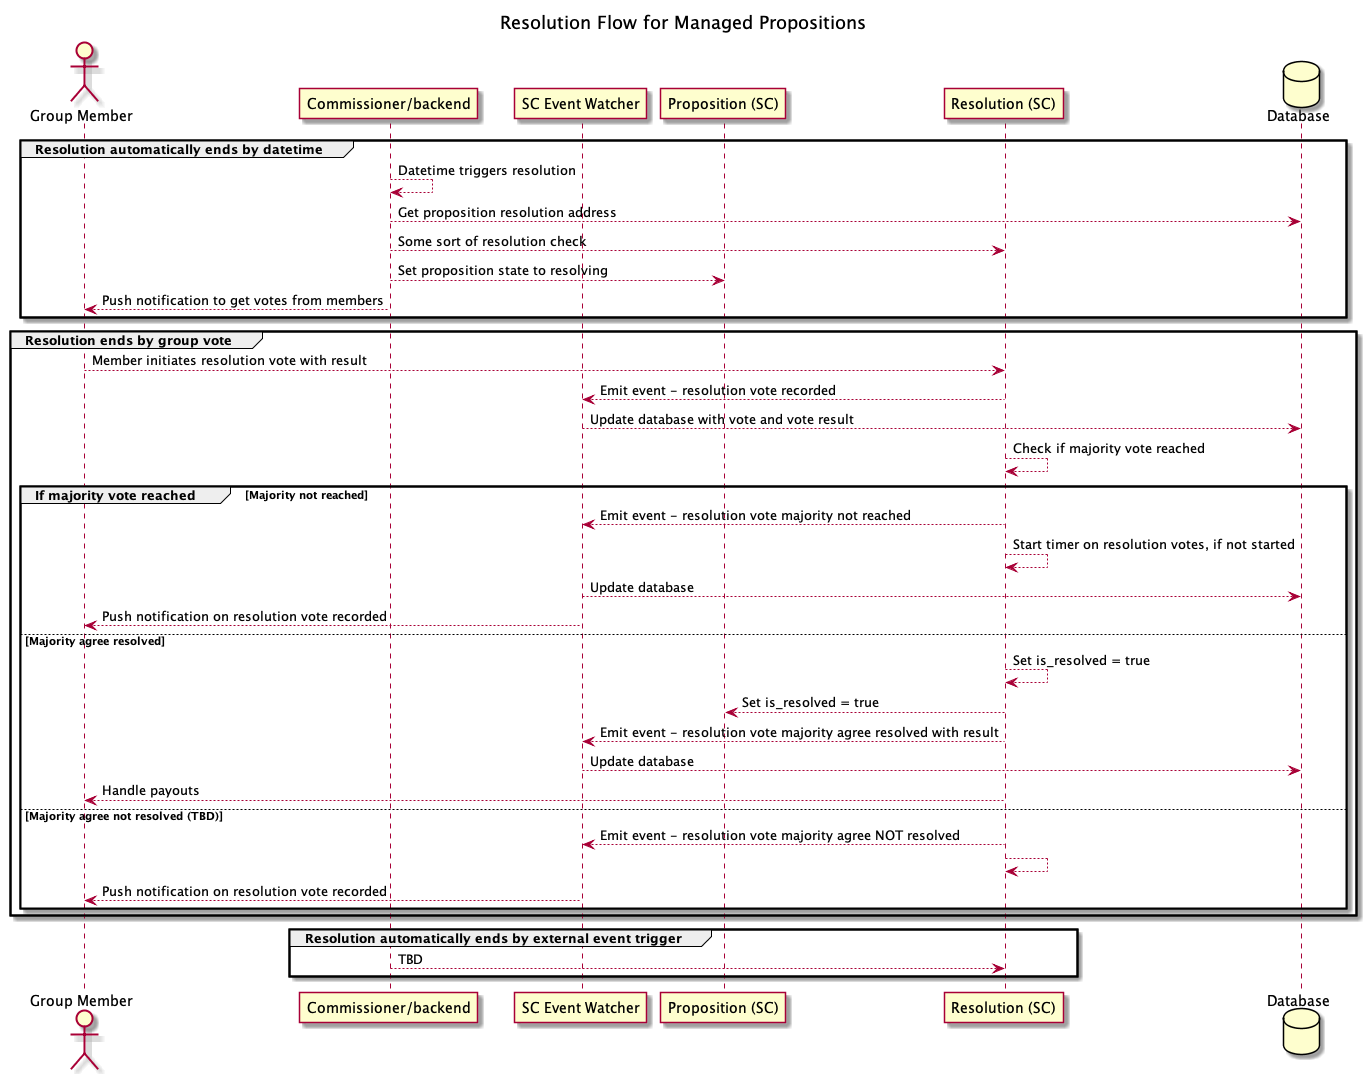 Resolution Flow for Managed Propositions
Group Member
Commissioner/backend
SC Event Watcher
Proposition (SC)
Resolution (SC)
Database
Resolution automatically ends by datetime
Datetime triggers resolution
Get proposition resolution address
Some sort of resolution check
Set proposition state to resolving
Push notification to get votes from members
Resolution ends by group vote
Member initiates resolution vote with result
Emit event - resolution vote recorded
Update database with vote and vote result
Check if majority vote reached
If majority vote reached
[Majority not reached]
Emit event - resolution vote majority not reached
Start timer on resolution votes, if not started
Update database
Push notification on resolution vote recorded
[Majority agree resolved]
Set is_resolved = true
Set is_resolved = true
Emit event - resolution vote majority agree resolved with result
Update database
Handle payouts
[Majority agree not resolved (TBD)]
Emit event - resolution vote majority agree NOT resolved
Push notification on resolution vote recorded
Resolution automatically ends by external event trigger
TBD
Group Member
Commissioner/backend
SC Event Watcher
Proposition (SC)
Resolution (SC)
Database